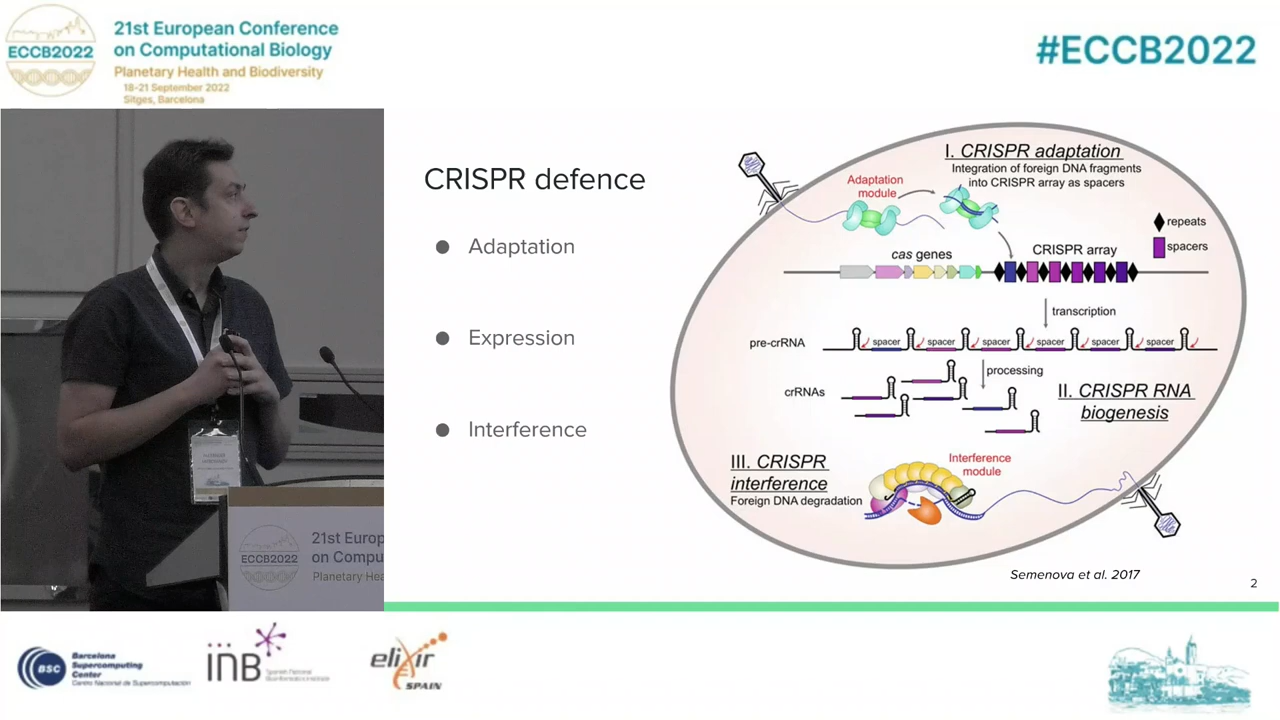 21st European Conference
on Computational Biology
Planetary Health and Biodiversity
18-21 September 2022
Sitges, Barcelona
ECCB2022
#ECCB2022
CRISPR defence
● Adaptation
● Expression
● Interference
I. CRISPR adaptation
Integration of foreign DNA fragments
into CRISPR array as spacers
Adaptation
module
repeats
spacers
cas genes
CRISPR array
transcription
pre-crRNA
spacer spacer spacer spacer spacer spacer
processing
crRNAs
II. CRISPR RNA
biogenesis
III. CRISPR
interference
Foreign DNA degradation
Interference
module
Semenova et al. 2017
2
21st Europ
on Compu
Planetary Hea
ECCB2022
BSC
Barcelona
Supercomputing
Center
Centro Nacional de Supercomputación
INB
Spanish National
Bioinformatics Institute
elixir
SPAIN